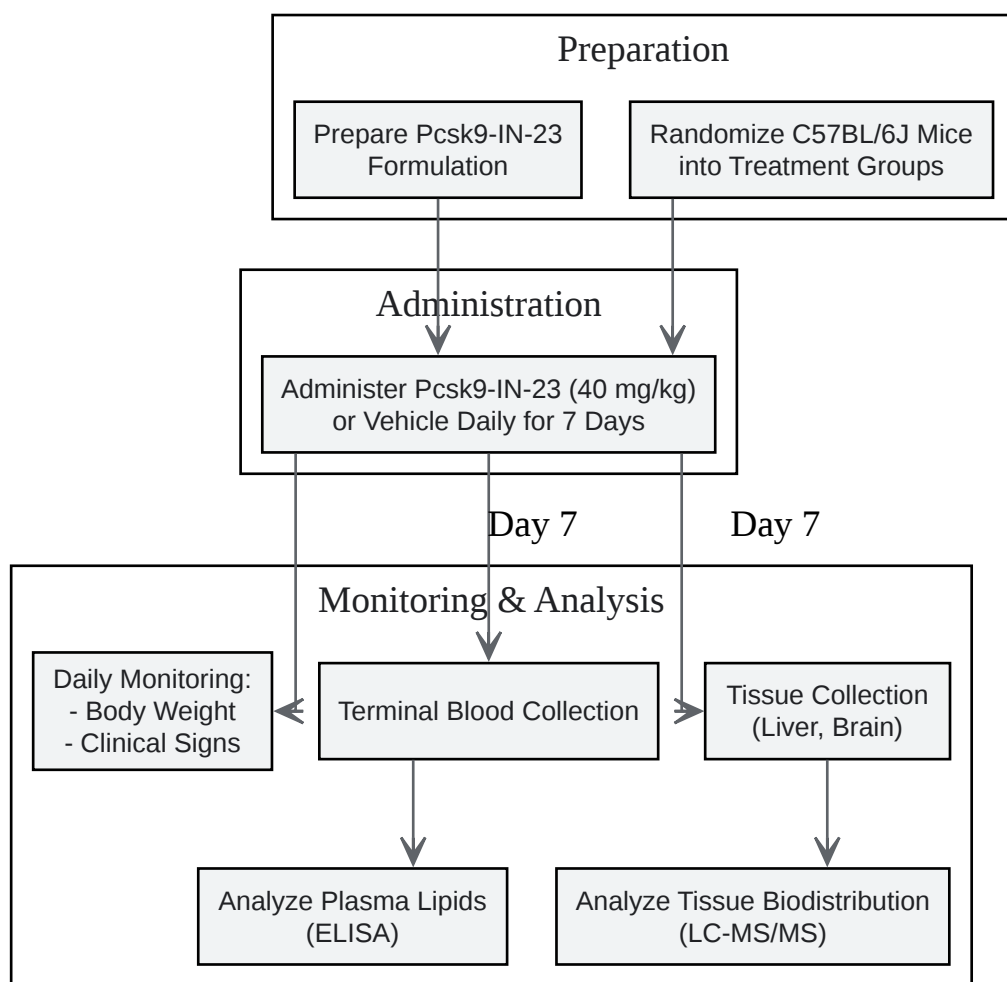 Preparation
Prepare Pcsk9-IN-23
Formulation
Randomize C57BL/6J Mice
into Treatment Groups
Administration
Administer Pcsk9-IN-23 (40 mg/kg)
or Vehicle Daily for 7 Days
Day 7
Day 7
Monitoring & Analysis
Daily Monitoring:
- Body Weight
- Clinical Signs
Terminal Blood Collection
Tissue Collection
(Liver, Brain)
Analyze Plasma Lipids
(ELISA)
Analyze Tissue Biodistribution
(LC-MS/MS)